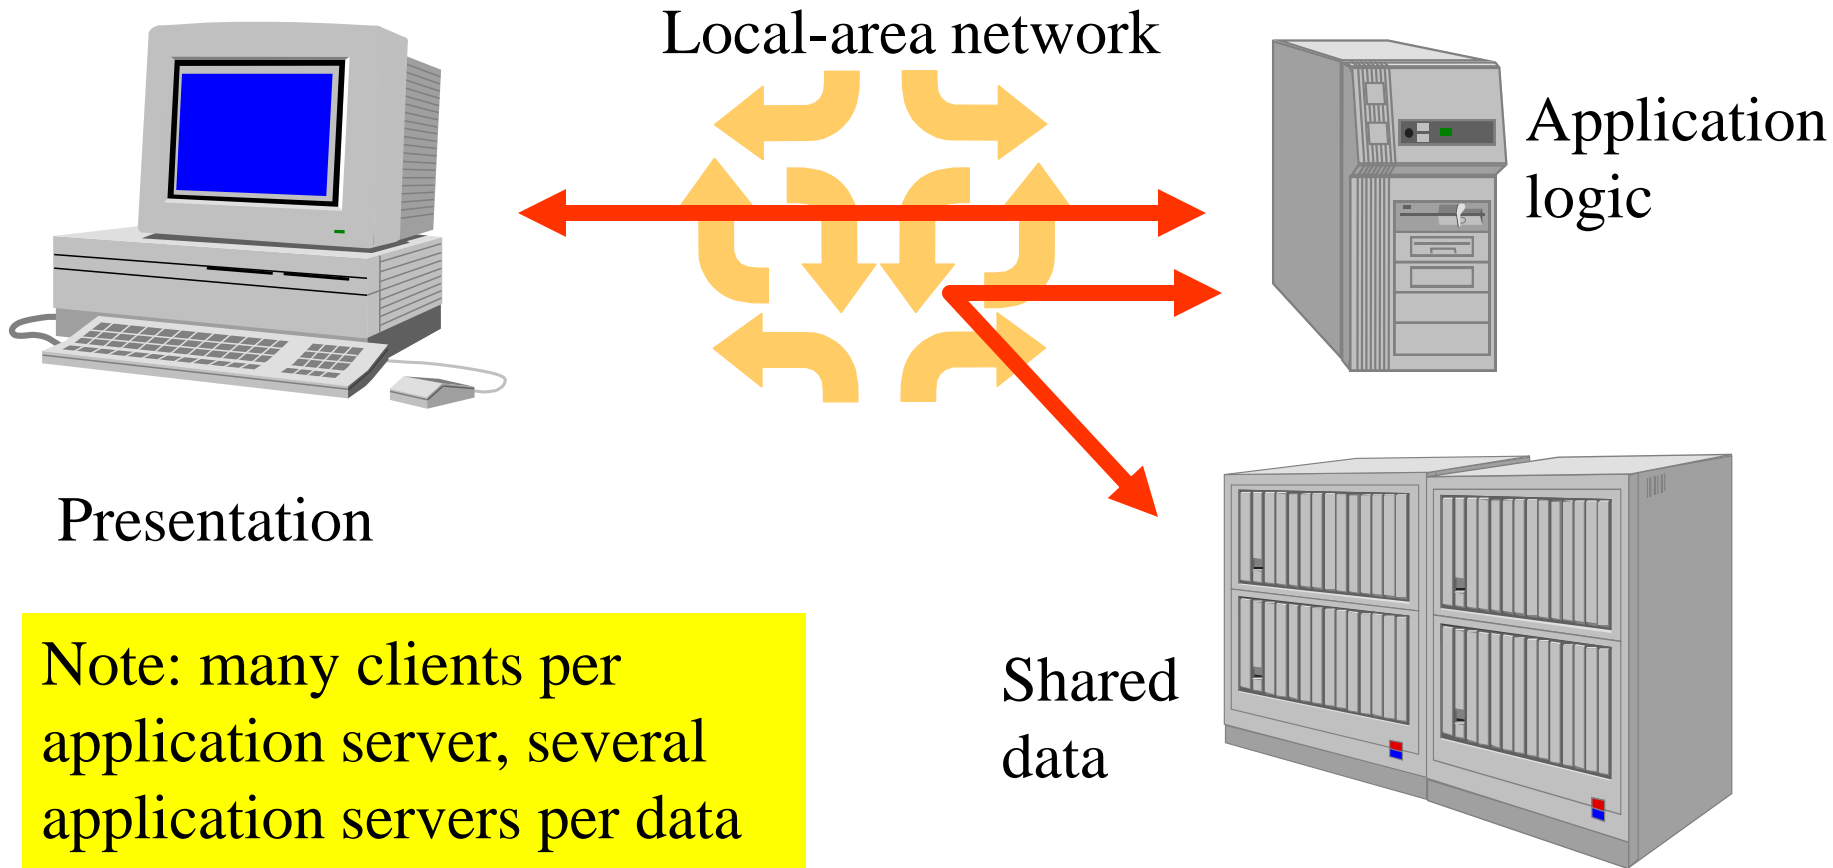 Local-area network
Application
logic
Presentation
Note: many clients per
application server, several
application servers per data
Shared
data